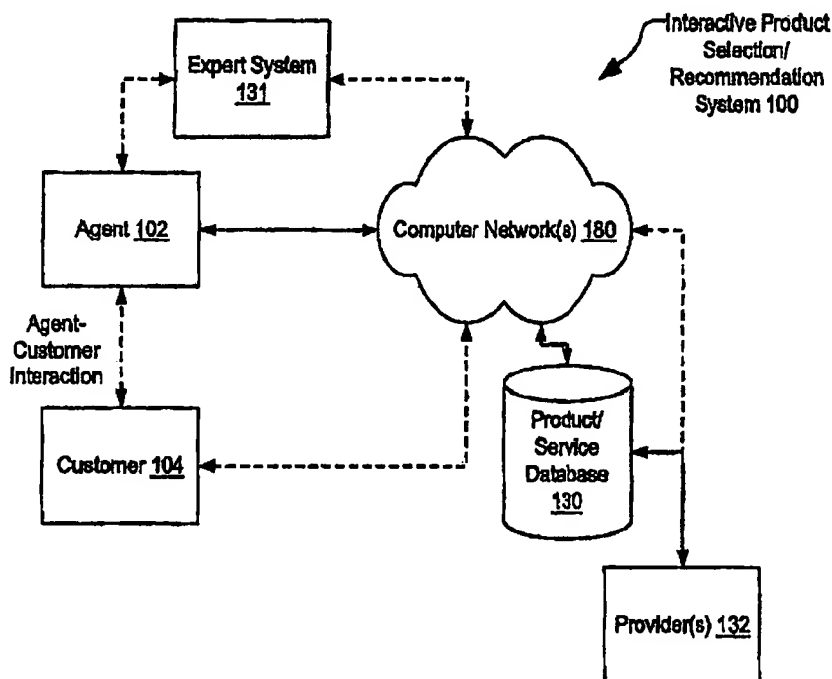 Interactive Product
Selection/
Recommendation
System 100
Expert System
131
Agent 102
Computer Network(s) 180
Agent-
Customer
Interaction
Customer 104
Product/
Service
Database
130
Provider(s) 132